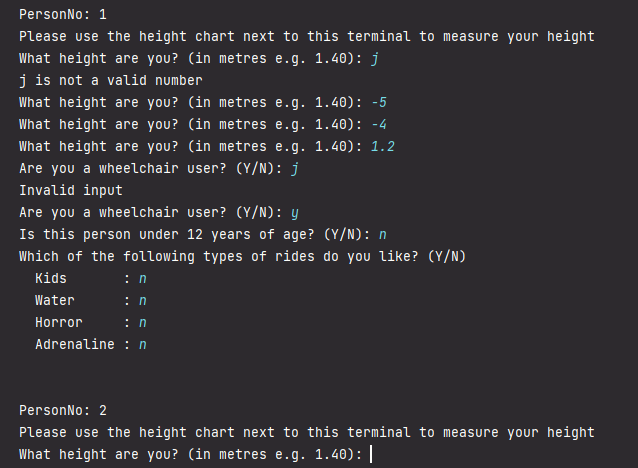 PersonNo: 1
Please use the height chart next to this terminal to measure your height
What height are you? (in metres e.g. 1.40): j
j is not a valid number
What height are you? (in metres e.g. 1.40): -5
What height are you? (in metres e.g. 1.40): -4
What height are you? (in metres e.g. 1.40): 1.2
Are you a wheelchair user? (Y/N): j
Invalid input
Are you a wheelchair user? (Y/N): y
Is this person under 12 years of age? (Y/N): n
Which of the following types of rides do you like? (Y/N)
  Kids       : n
  Water      : n
  Horror     : n
  Adrenaline : n
PersonNo: 2
Please use the height chart next to this terminal to measure your height
What height are you? (in metres e.g. 1.40):